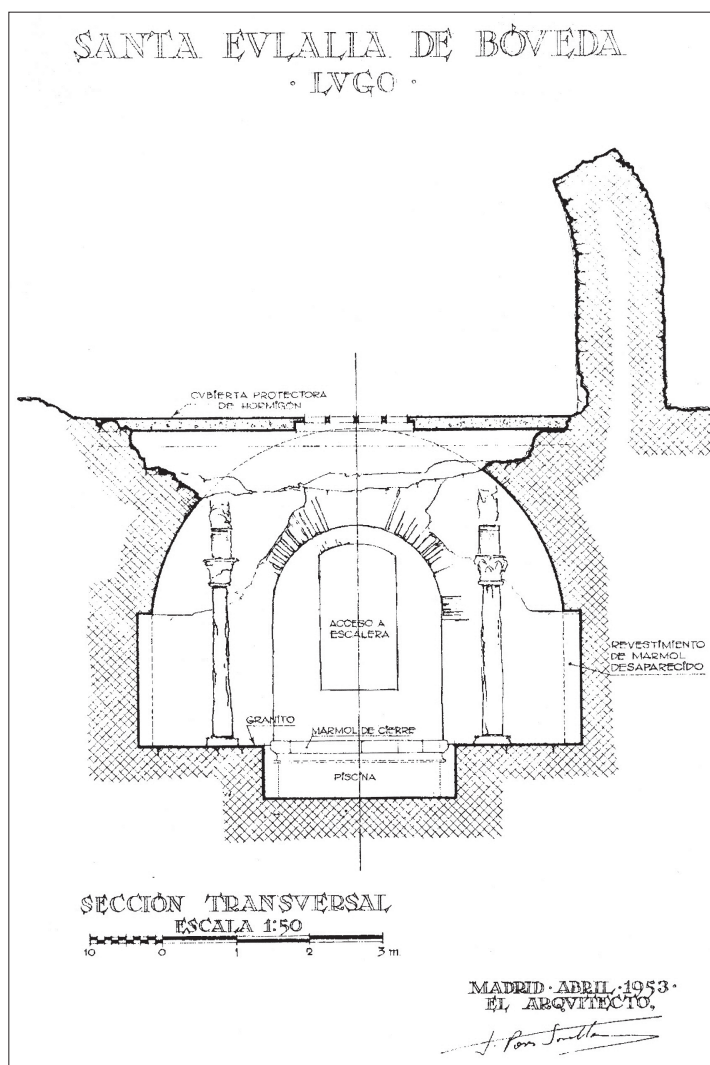 SANTA EVLALIA DE BÓVEDA
· LVGO ·
CVBIERTA PROTECTORA
DE HORMIGÓN
ACCESO A
ESCALERA
REVESTIMIENTO
DE MARMOL
DESAPARECIDO
GRANITO
MARMOL DE CIERRE
PISCINA
SECCIÓN TRANSVERSAL
ESCALA 1:50
10 0 1 2 3 m.
MADRID · ABRIL · 1953 ·
EL ARQVITECTO,